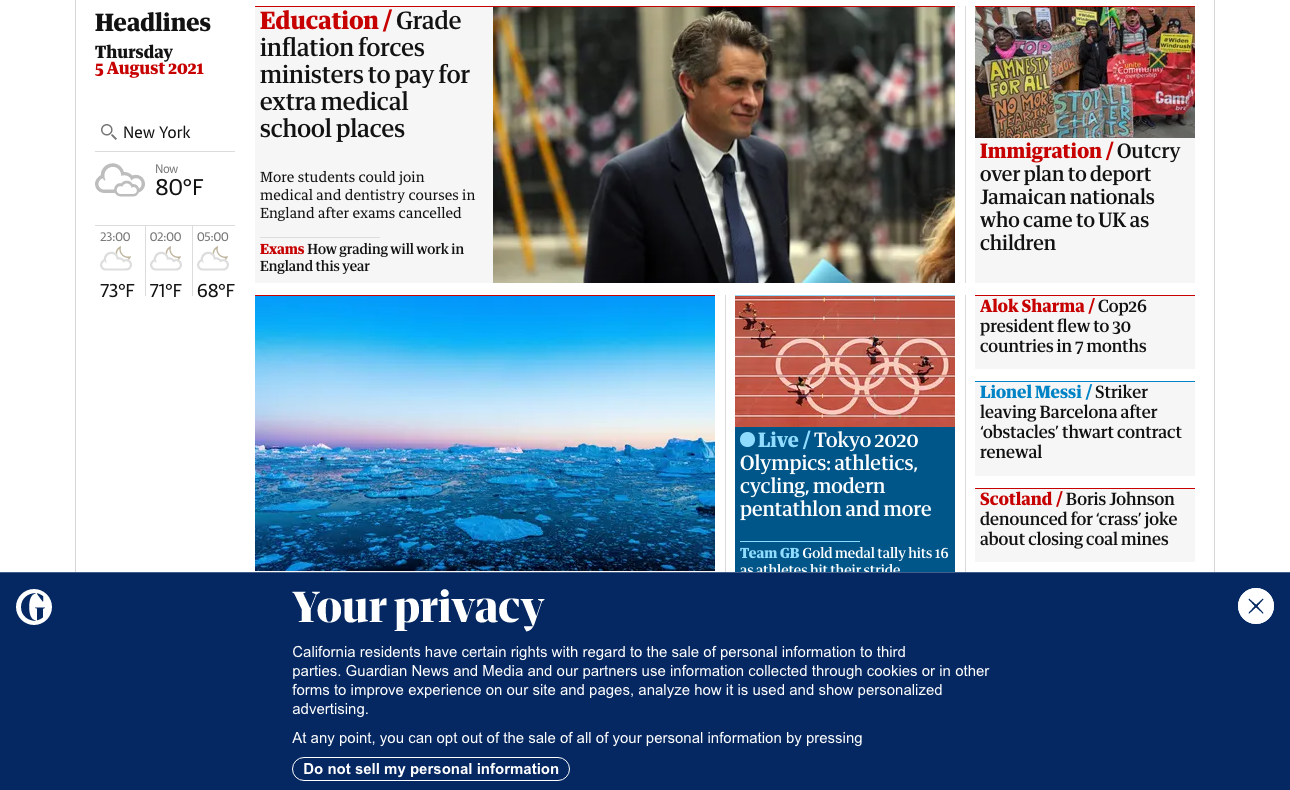 Headlines
Thursday
5 August 2021
New York
Now
80°F
23:00
02:00
05:00
73°F
71°F
68°F
Education / Grade
inflation forces
ministers to pay for
extra medical
school places
More students could join
medical and dentistry courses in
England after exams cancelled
Exams How grading will work in
England this year
STOP
AMNESTY
FOR ALL
NO MORE
STOP ALL
CHARTER
FLIGHTS
#Widen
Windrush
unite
Community
membership
Immigration / Outcry
over plan to deport
Jamaican nationals
who came to UK as
children
Live / Tokyo 2020
Olympics: athletics,
cycling, modern
pentathlon and more
Team GB Gold medal tally hits 16
as athletes hit their stride
Alok Sharma / Cop26
president flew to 30
countries in 7 months
Lionel Messi / Striker
leaving Barcelona after
‘obstacles’ thwart contract
renewal
Scotland / Boris Johnson
denounced for ‘crass’ joke
about closing coal mines
G
Your privacy
California residents have certain rights with regard to the sale of personal information to third
parties. Guardian News and Media and our partners use information collected through cookies or in other
forms to improve experience on our site and pages, analyze how it is used and show personalized
advertising.
At any point, you can opt out of the sale of all of your personal information by pressing
Do not sell my personal information